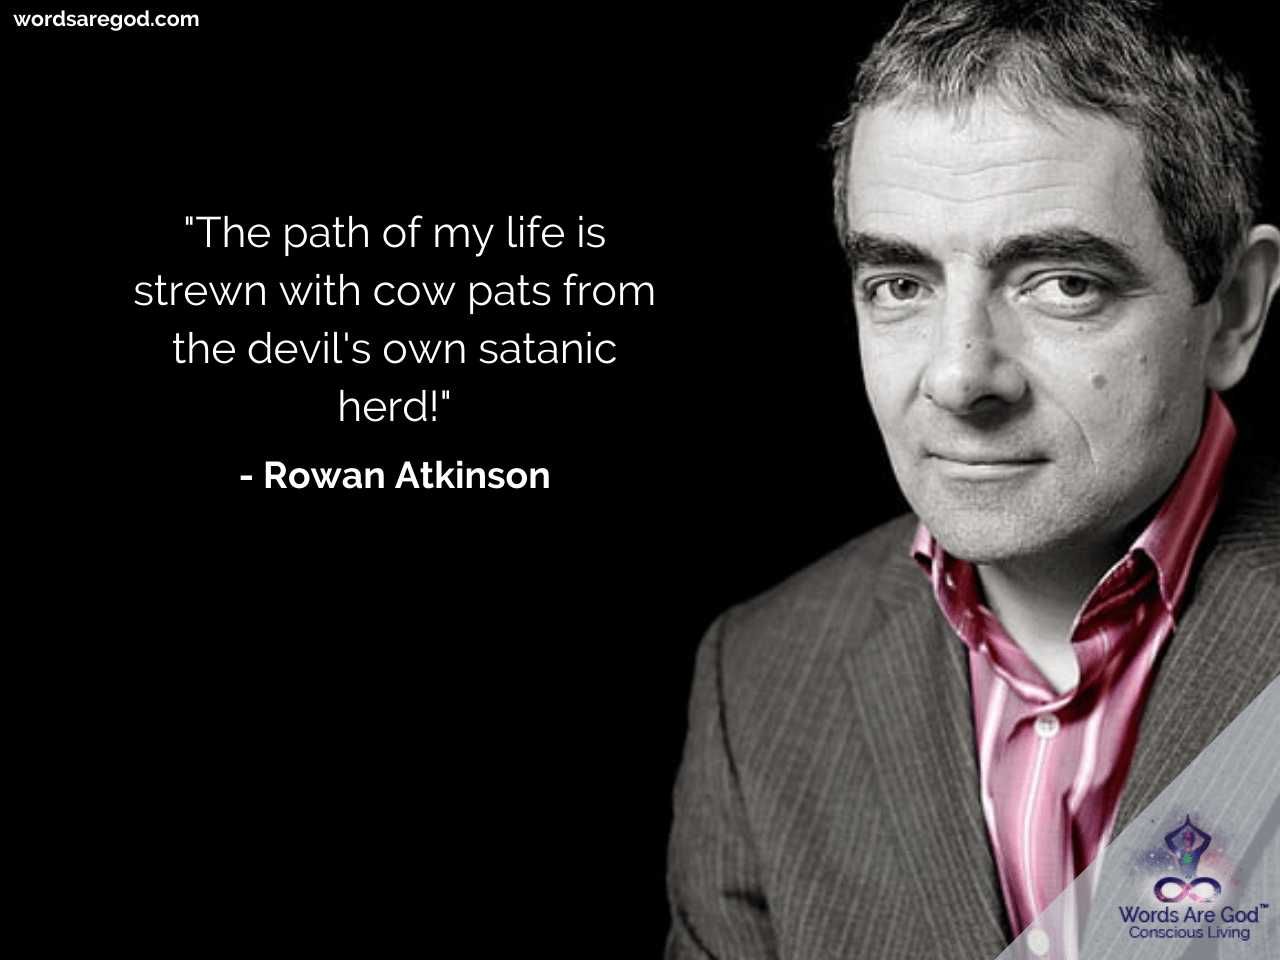 wordsaregod.com
"The path of my life is
strewn with cow pats from
the devil's own satanic
herd!"
- Rowan Atkinson
Words Are God™
Conscious Living